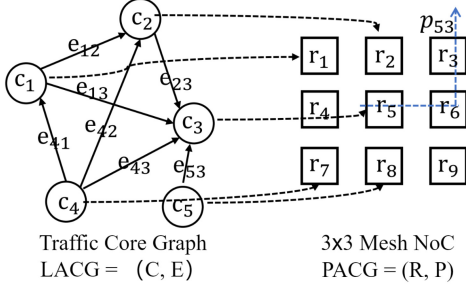 c₂
p₅₃
e₁₂
r₁ r₂ r₃
c₁
e₁₃ e₂₃
e₄₁ e₄₂ c₃ r₄ r₅ r₆
e₄₃ e₅₃
r₇ r₈ r₉
c₄ c₅
Traffic Core Graph 3x3 Mesh NoC
LACG = (C, E) PACG = (R, P)